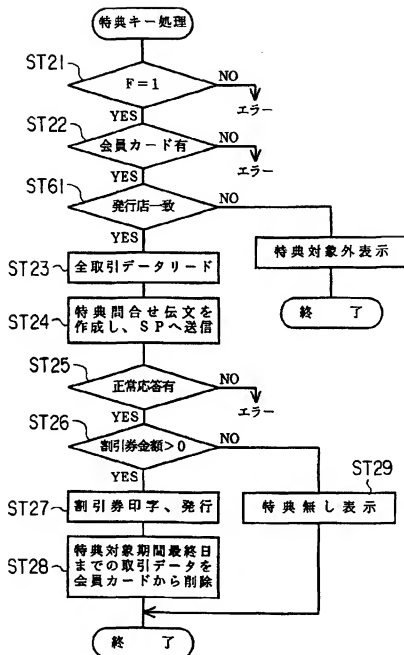 特典キー処理
ST21
F=1
NO
エラー
YES
ST22
会員カード有
NO
エラー
YES
ST61
発行店一致
NO
YES
特典対象外表示
終了
ST23
全取引データリード
ST24
特典問合せ伝文を
作成し、SPへ送信
ST25
正常応答有
NO
エラー
YES
ST26
割引券金額>0
NO
YES
ST29
特典無し表示
ST27
割引券印字、発行
ST28
特典対象期間最終日
までの取引データを
会員カードから削除
終了